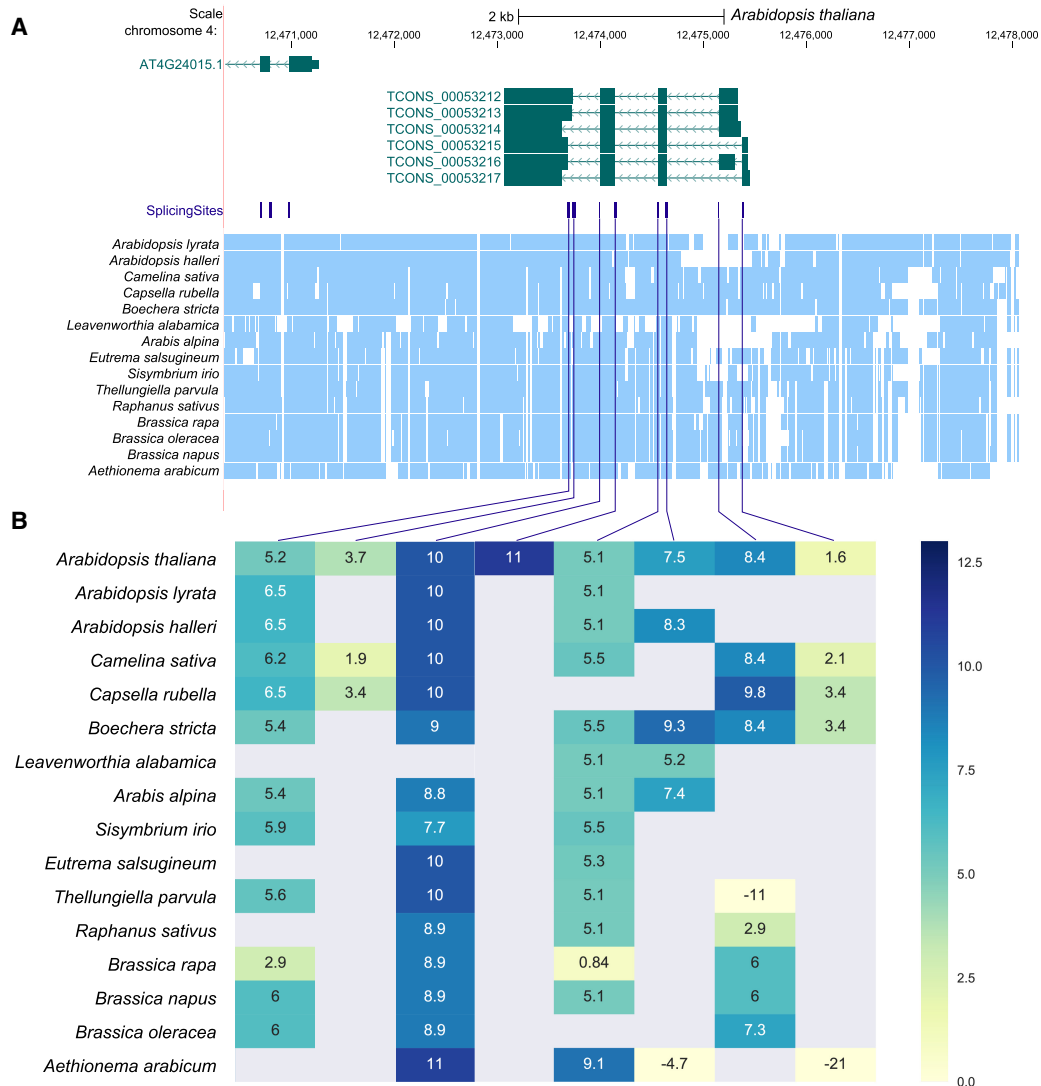 A
Scale
2 kb
Arabidopsis thaliana
chromosome 4:
12,471,000 12,472,000 12,473,000 12,474,000 12,475,000 12,476,000 12,477,000 12,478,000
AT4G24015.1
TCONS_00053212
TCONS_00053213
TCONS_00053214
TCONS_00053215
TCONS_00053216
TCONS_00053217
SplicingSites
Arabidopsis lyrata
Arabidopsis halleri
Camelina sativa
Capsella rubella
Boechera stricta
Leavenworthia alabamica
Arabis alpina
Eutrema salsugineum
Sisymbrium irio
Thellungiella parvula
Raphanus sativus
Brassica rapa
Brassica oleracea
Brassica napus
Aethionema arabicum
B
Arabidopsis thaliana 5.2 3.7 10 11 5.1 7.5 8.4 1.6
Arabidopsis lyrata 6.5 10 5.1
Arabidopsis halleri 6.5 10 5.1 8.3
Camelina sativa 6.2 1.9 10 5.5 8.4 2.1
Capsella rubella 6.5 3.4 10 9.8 3.4
Boechera stricta 5.4 9 5.5 9.3 8.4 3.4
Leavenworthia alabamica 5.1 5.2
Arabis alpina 5.4 8.8 5.1 7.4
Sisymbrium irio 5.9 7.7 5.5
Eutrema salsugineum 10 5.3
Thellungiella parvula 5.6 10 5.1 -11
Raphanus sativus 8.9 5.1 2.9
Brassica rapa 2.9 8.9 0.84 6
Brassica napus 6 8.9 5.1 6
Brassica oleracea 6 8.9 7.3
Aethionema arabicum 11 9.1 -4.7 -21
12.5
10.0
7.5
5.0
2.5
0.0